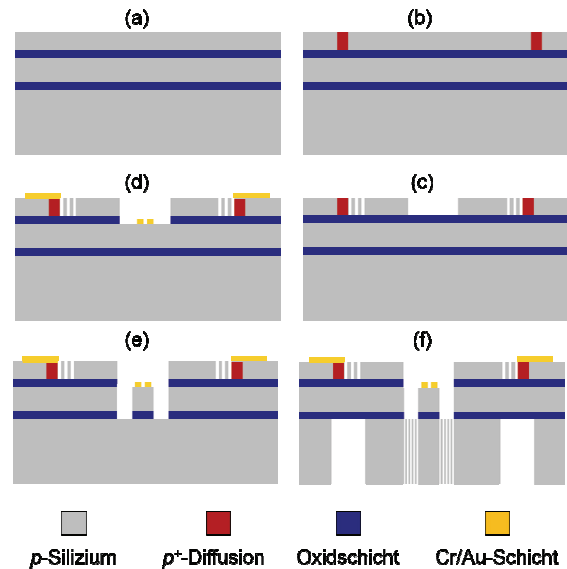 (a)
(b)
(d)
(c)
(e)
(f)
p-Silizium
p⁺-Diffusion
Oxidschicht
Cr/Au-Schicht